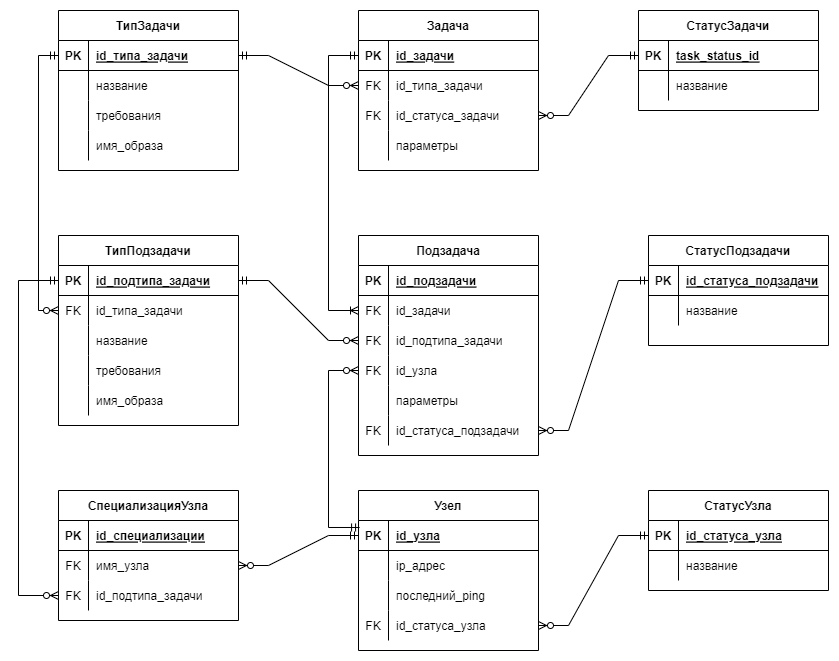 ТипЗадачи
PK id_типа_задачи
название
требования
имя_образа
Задача
PK id_задачи
FK id_типа_задачи
FK id_статуса_задачи
параметры
СтатусЗадачи
PK task_status_id
название
ТипПодзадачи
PK id_подтипа_задачи
FK id_типа_задачи
название
требования
имя_образа
Подзадача
PK id_подзадачи
FK id_задачи
FK id_подтипа_задачи
FK id_узла
параметры
FK id_статуса_подзадачи
СтатусПодзадачи
PK id_статуса_подзадачи
название
СпециализацияУзла
PK id_специализации
FK имя_узла
FK id_подтипа_задачи
Узел
PK id_узла
ip_адрес
последний_ping
FK id_статуса_узла
СтатусУзла
PK id_статуса_узла
название